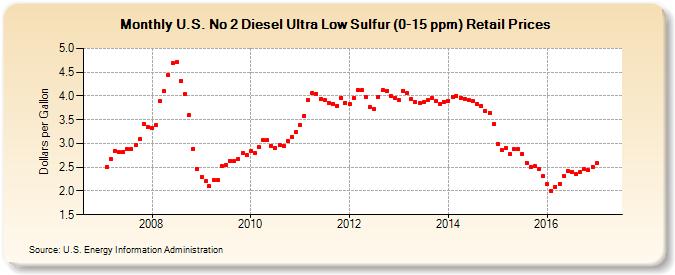 Monthly U.S. No 2 Diesel Ultra Low Sulfur (0-15 ppm) Retail Prices
Dollars per Gallon
5.0
4.5
4.0
3.5
3.0
2.5
2.0
1.5
2008 2010 2012 2014 2016
Source: U.S. Energy Information Administration